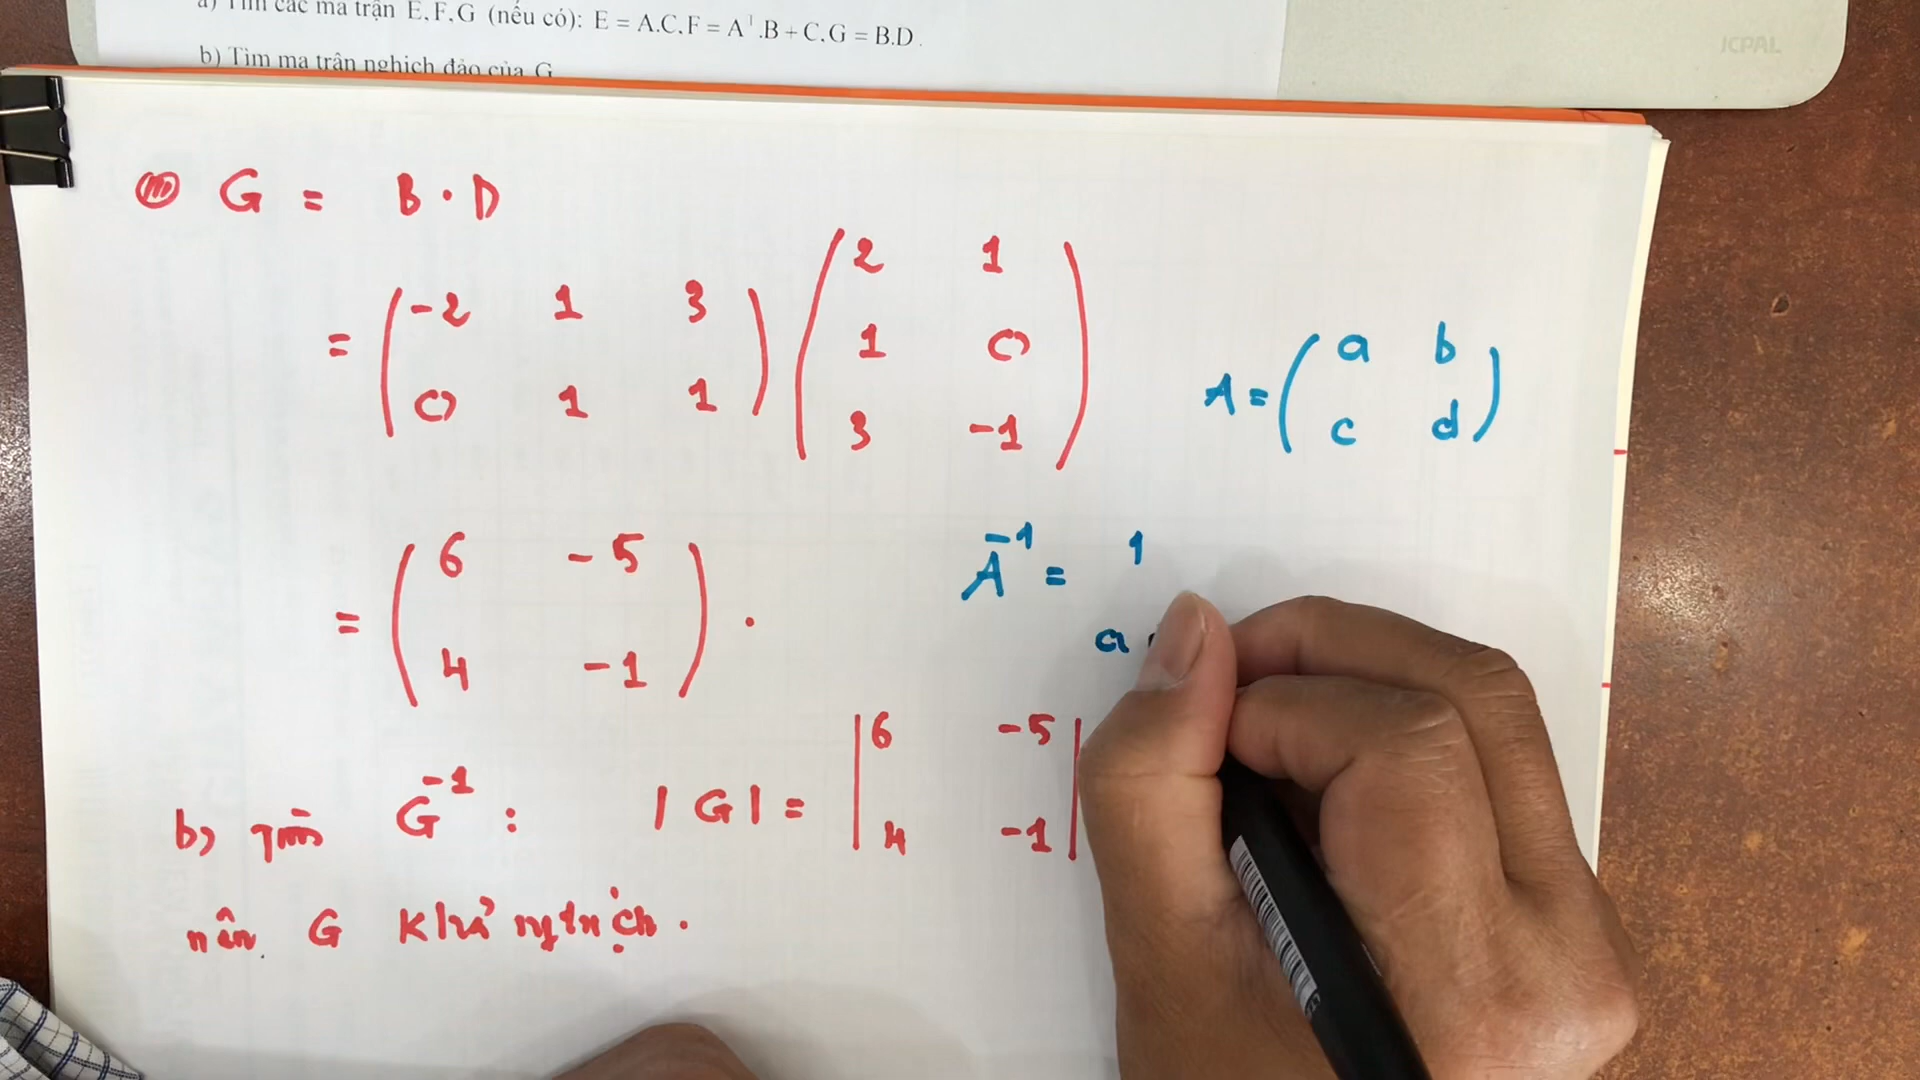 a) Tìm các ma trận E,F,G (nếu có): E = A.C, F = A¹.B + C, G = B.D.
b) Tìm ma trận nghịch đảo của G
ICPAL
(iii) G = B · D
= ( -2 1 3
0 1 1 ) ( 2 1
1 0
3 -1 )
A = ( a b
c d )
= ( 6 -5
4 -1 ) .
A⁻¹ = 1
a
b) Tìm G⁻¹ : | G | = | 6 -5
4 -1 |
nên G khả nghịch .